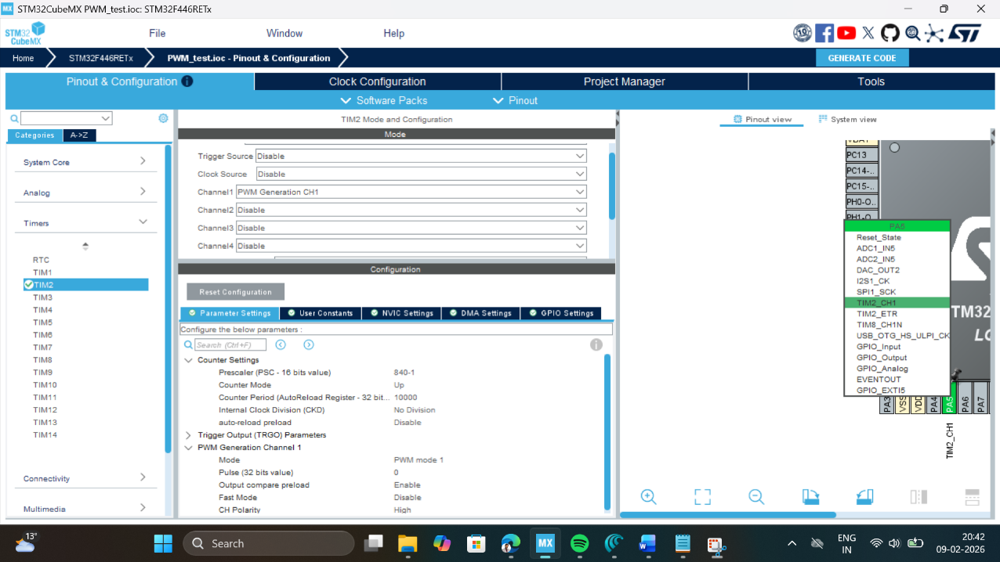 MX STM32CubeMX PWM_test.ioc: STM32F446RETx
STM32 CubeMX
File Window Help
10
Home STM32F446RETx PWM_test.ioc - Pinout & Configuration GENERATE CODE
Pinout & Configuration Clock Configuration Project Manager Tools
Software Packs Pinout
Categories A->Z
System Core
Analog
Timers
RTC
TIM1
TIM2
TIM3
TIM4
TIM5
TIM6
TIM7
TIM8
TIM9
TIM10
TIM11
TIM12
TIM13
TIM14
Connectivity
Multimedia
TIM2 Mode and Configuration
Mode
Trigger Source Disable
Clock Source Disable
Channel1 PWM Generation CH1
Channel2 Disable
Channel3 Disable
Channel4 Disable
Configuration
Reset Configuration
Parameter Settings User Constants NVIC Settings DMA Settings GPIO Settings
Configure the below parameters :
Search (Ctrl+F)
Counter Settings
Prescaler (PSC - 16 bits value) 840-1
Counter Mode Up
Counter Period (AutoReload Register - 32 bit... 10000
Internal Clock Division (CKD) No Division
auto-reload preload Disable
Trigger Output (TRGO) Parameters
PWM Generation Channel 1
Mode PWM mode 1
Pulse (32 bits value) 0
Output compare preload Enable
Fast Mode Disable
CH Polarity High
Pinout view System view
VBAT
PC13
PC14-..
PC15-..
PH0-O..
PH1-O
PA5
Reset_State
ADC1_IN5
ADC2_IN5
DAC_OUT2
I2S1_CK
SPI1_SCK
TIM2_CH1
TIM2_ETR
TIM8_CH1N
USB_OTG_HS_ULPI_CK
GPIO_Input
GPIO_Output
GPIO_Analog
EVENTOUT
GPIO_EXTI5
TM32
LQ
PA3 VSS VDD PA4 PA5 PA6 PA7
TIM2_CH1
13°
Search
MX
ENG
IN
20:42
09-02-2026